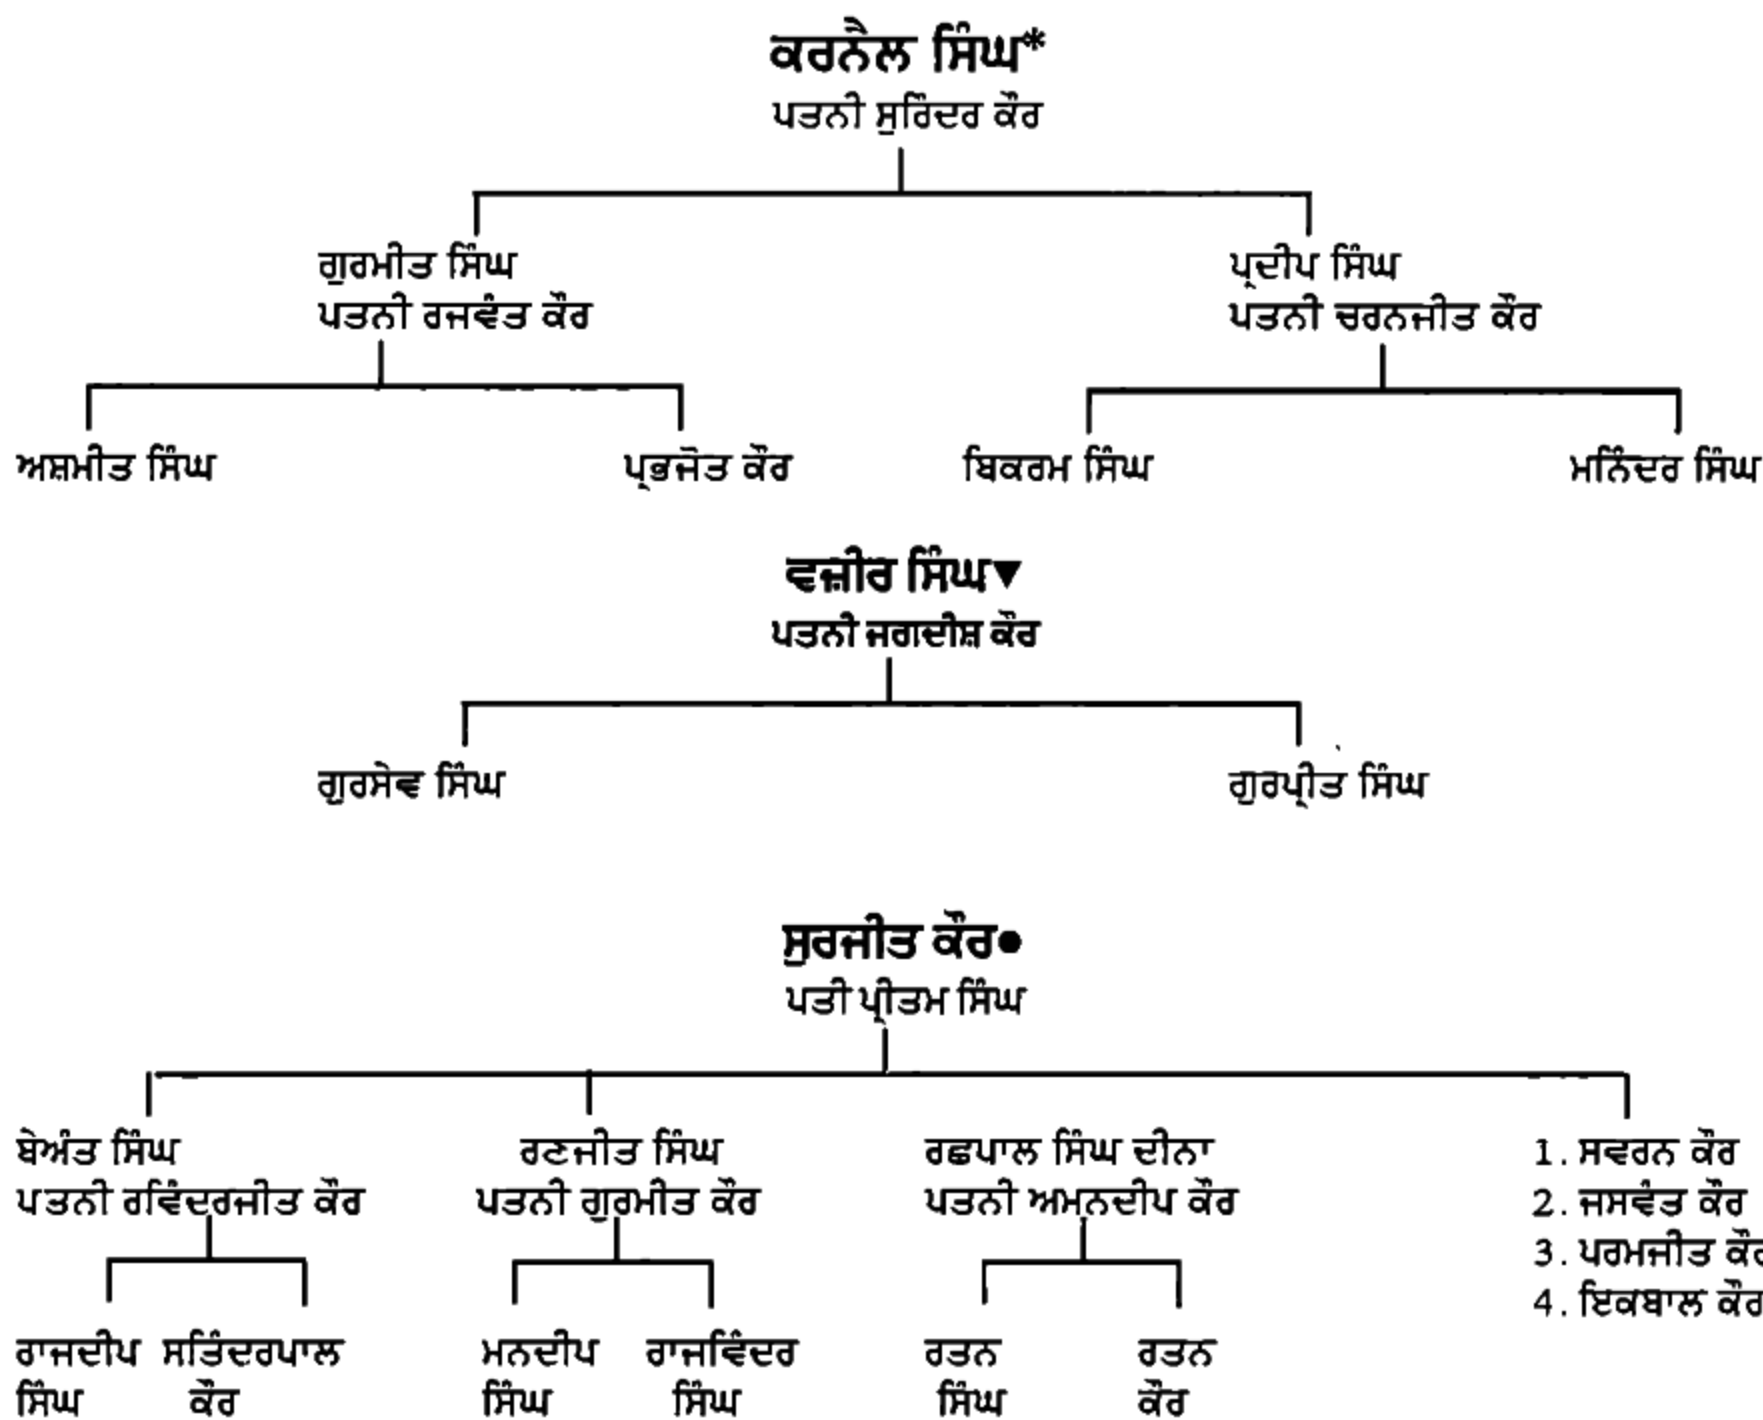 ਕਰਨੈਲ ਸਿੰਘ*
ਪਤਨੀ ਸੁਰਿੰਦਰ ਕੌਰ
ਗੁਰਮੀਤ ਸਿੰਘ
ਪਤਨੀ ਰਜਵੰਤ ਕੌਰ
ਪ੍ਰਦੀਪ ਸਿੰਘ
ਪਤਨੀ ਚਰਨਜੀਤ ਕੌਰ
ਅਸ਼ਮੀਤ ਸਿੰਘ
ਪ੍ਰਭਜੋਤ ਕੌਰ
ਬਿਕਰਮ ਸਿੰਘ
ਮਨਿੰਦਰ ਸਿੰਘ
ਵਜ਼ੀਰ ਸਿੰਘ▼
ਪਤਨੀ ਜਗਦੀਸ਼ ਕੌਰ
ਗੁਰਸੇਵ ਸਿੰਘ
ਗੁਰਪ੍ਰੀਤ ਸਿੰਘ
ਸੁਰਜੀਤ ਕੌਰ●
ਪਤੀ ਪ੍ਰੀਤਮ ਸਿੰਘ
ਬੇਅੰਤ ਸਿੰਘ
ਪਤਨੀ ਰਵਿੰਦਰਜੀਤ ਕੌਰ
ਰਣਜੀਤ ਸਿੰਘ
ਪਤਨੀ ਗੁਰਮੀਤ ਕੌਰ
ਰਛਪਾਲ ਸਿੰਘ ਦੀਨਾ
ਪਤਨੀ ਅਮਨਦੀਪ ਕੌਰ
1. ਸਵਰਨ ਕੌਰ
2. ਜਸਵੰਤ ਕੌਰ
3. ਪਰਮਜੀਤ ਕੌਰ
4. ਇਕਬਾਲ ਕੌਰ
ਰਾਜਦੀਪ
ਸਿੰਘ
ਸਤਿੰਦਰਪਾਲ
ਕੌਰ
ਮਨਦੀਪ
ਸਿੰਘ
ਰਾਜਵਿੰਦਰ
ਸਿੰਘ
ਰਤਨ
ਸਿੰਘ
ਰਤਨ
ਕੌਰ